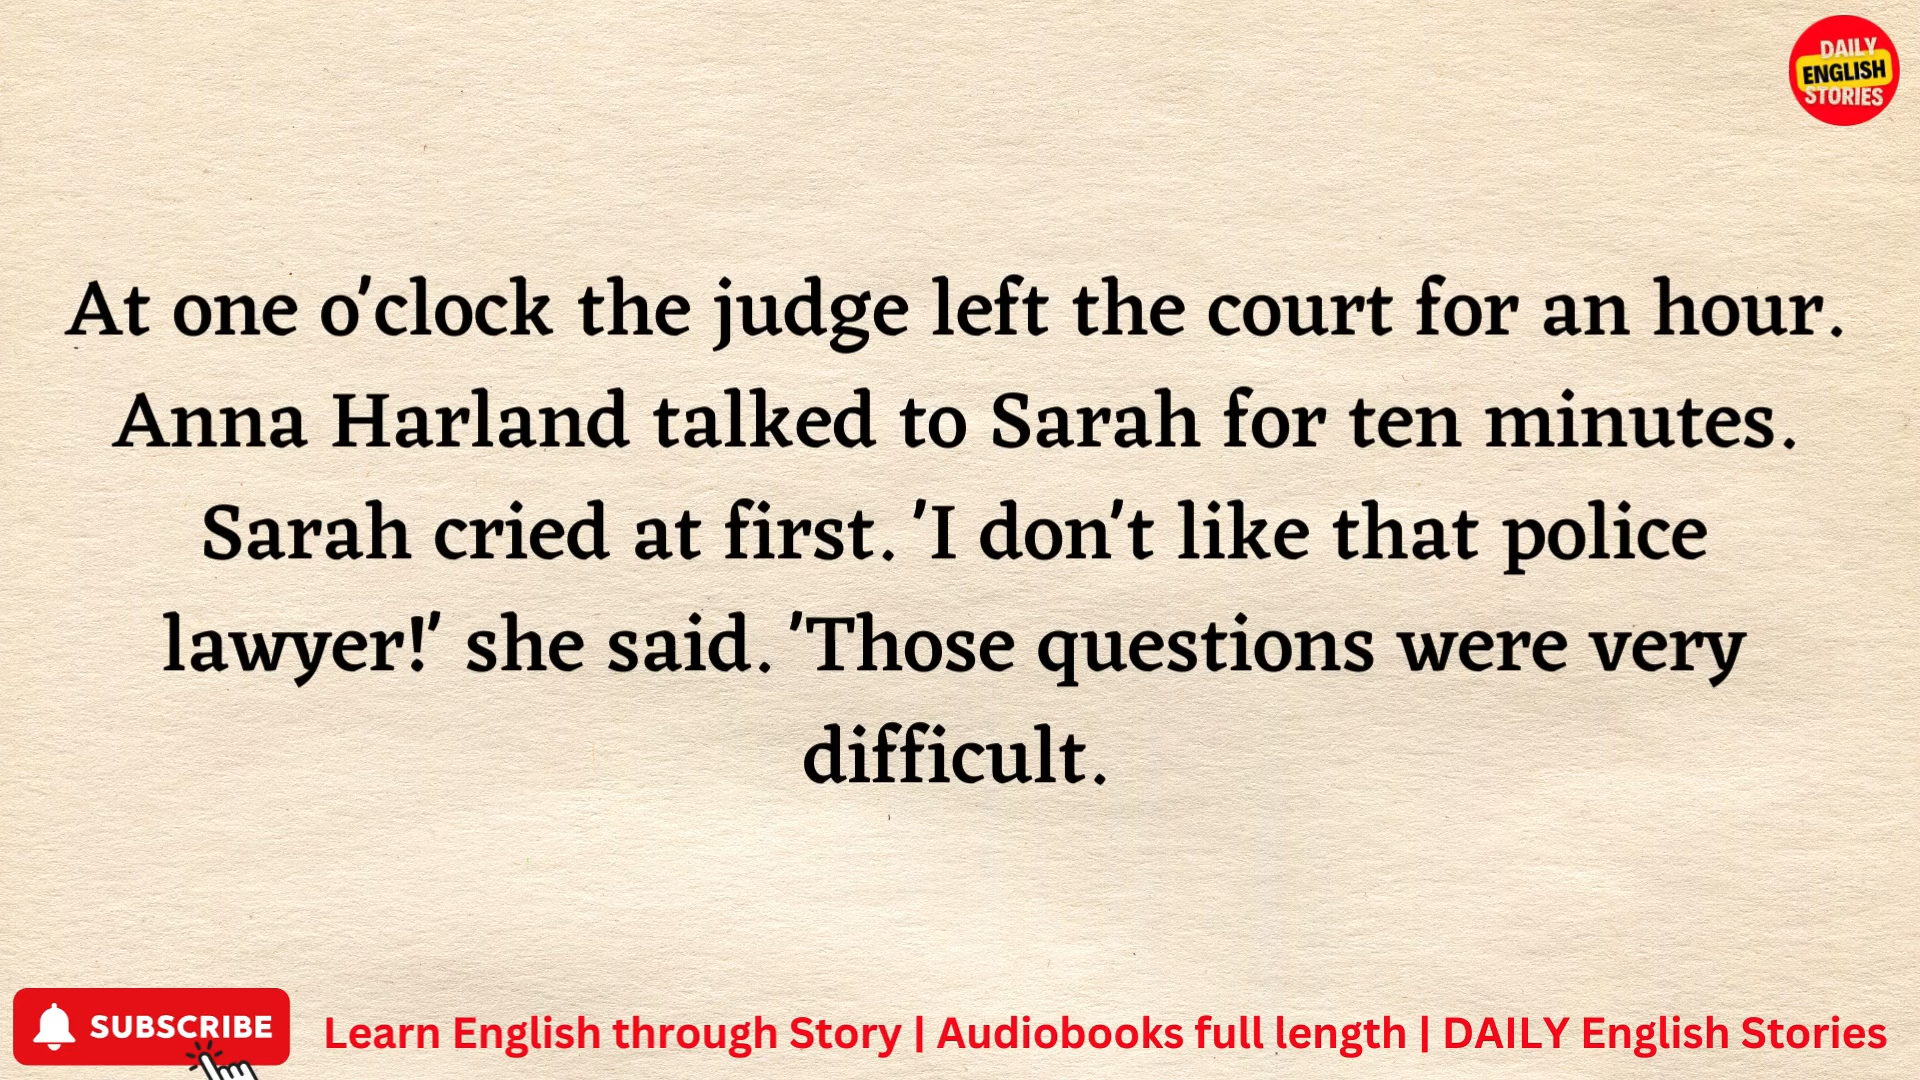 DAILY
ENGLISH
STORIES
At one o'clock the judge left the court for an hour.
Anna Harland talked to Sarah for ten minutes.
Sarah cried at first. 'I don't like that police
lawyer!' she said. 'Those questions were very
difficult.
SUBSCRIBE
Learn English through Story | Audiobooks full length | DAILY English Stories